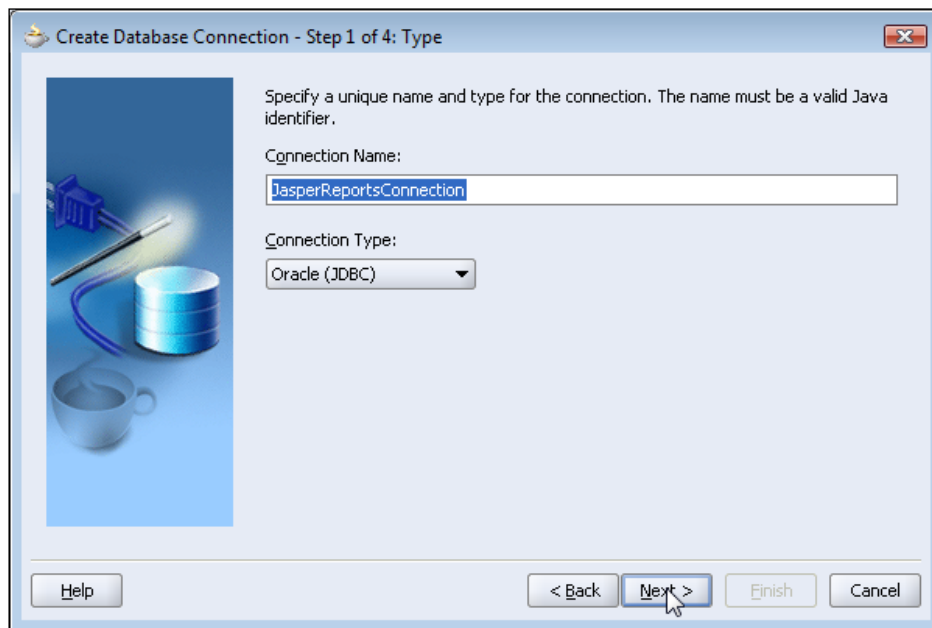 Create Database Connection - Step 1 of 4: Type
Specify a unique name and type for the connection. The name must be a valid Java
identifier.
Connection Name:
JasperReportsConnection
Connection Type:
Oracle (JDBC)
Help
< Back
Next >
Finish
Cancel